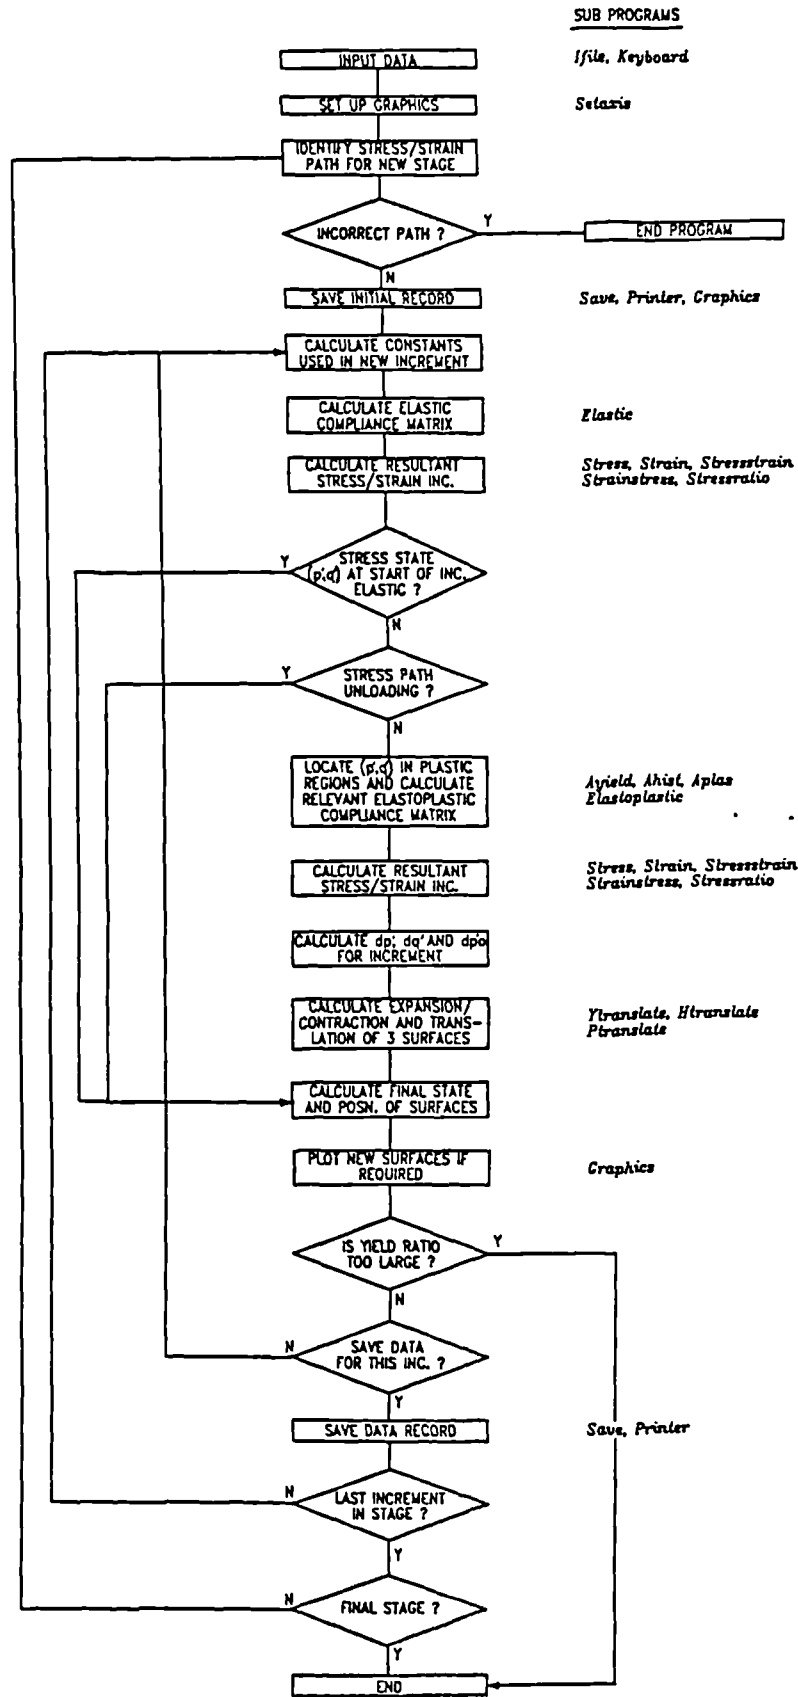 SUB PROGRAMS
INPUT DATA
Ifile, Keyboard
SET UP GRAPHICS
Setaxis
IDENTIFY STRESS/STRAIN
PATH FOR NEW STAGE
INCORRECT PATH ?
Y
END PROGRAM
N
SAVE INITIAL RECORD
Save, Printer, Graphics
CALCULATE CONSTANTS
USED IN NEW INCREMENT
CALCULATE ELASTIC
COMPLIANCE MATRIX
Elastic
CALCULATE RESULTANT
STRESS/STRAIN INC.
Stress, Strain, Stressstrain
Strainstress, Stressratio
Y
STRESS STATE
(p',q') AT START OF INC.
ELASTIC ?
N
Y
STRESS PATH
UNLOADING ?
N
LOCATE (p',q') IN PLASTIC
REGIONS AND CALCULATE
RELEVANT ELASTOPLASTIC
COMPLIANCE MATRIX
Ayield, Ahist, Aplas
Elastoplastic
CALCULATE RESULTANT
STRESS/STRAIN INC.
Stress, Strain, Stressstrain
Strainstress, Stressratio
CALCULATE dp', dq' AND dp'o
FOR INCREMENT
CALCULATE EXPANSION/
CONTRACTION AND TRANS-
LATION OF 3 SURFACES
Ytranslate, Htranslate
Ptranslate
CALCULATE FINAL STATE
AND POSN. OF SURFACES
PLOT NEW SURFACES IF
REQUIRED
Graphics
IS YIELD RATIO
TOO LARGE ?
Y
N
N
SAVE DATA
FOR THIS INC. ?
Y
SAVE DATA RECORD
Save, Printer
N
LAST INCREMENT
IN STAGE ?
Y
N
FINAL STAGE ?
Y
END